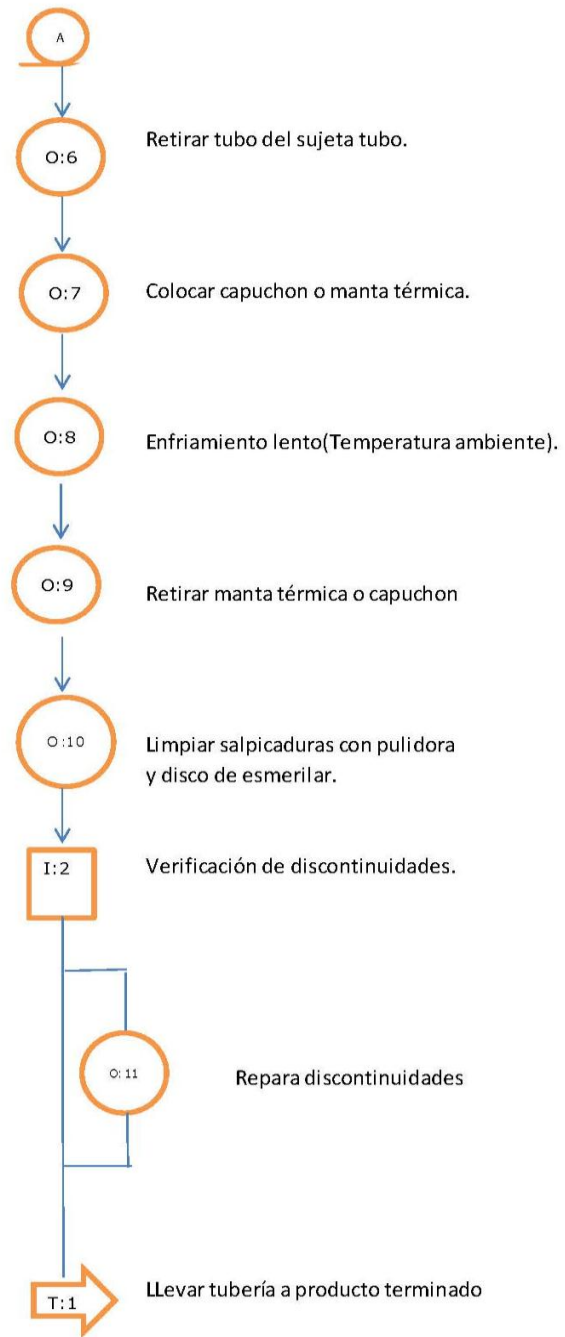 A
O:6
Retirar tubo del sujeta tubo.
O:7
Colocar capuchon o manta térmica.
O:8
Enfriamiento lento(Temperatura ambiente).
O:9
Retirar manta térmica o capuchon
O:10
Limpiar salpicaduras con pulidora
y disco de esmerilar.
I:2
Verificación de discontinuidades.
O:11
Repara discontinuidades
T:1
LLevar tubería a producto terminado